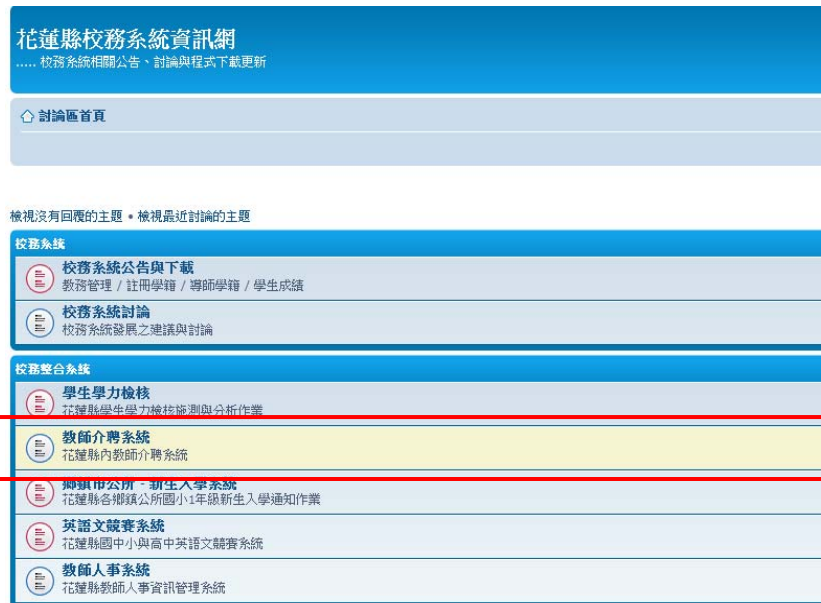 花蓮縣校務系統資訊網
..... 校務系統相關公告、討論與程式下載更新
討論區首頁
檢視沒有回覆的主題 • 檢視最近討論的主題
校務系統
校務系統公告與下載
教務管理 / 註冊學籍 / 導師學籍 / 學生成績
校務系統討論
校務系統發展之建議與討論
校務整合系統
學生學力檢核
花蓮縣學生學力檢核施測與分析作業
教師介聘系統
花蓮縣內教師介聘系統
鄉鎮市公所 - 新生入學系統
花蓮縣各鄉鎮公所國小1年級新生入學通知作業
英語文競賽系統
花蓮縣國中小與高中英語文競賽系統
教師人事系統
花蓮縣教師人事資訊管理系統